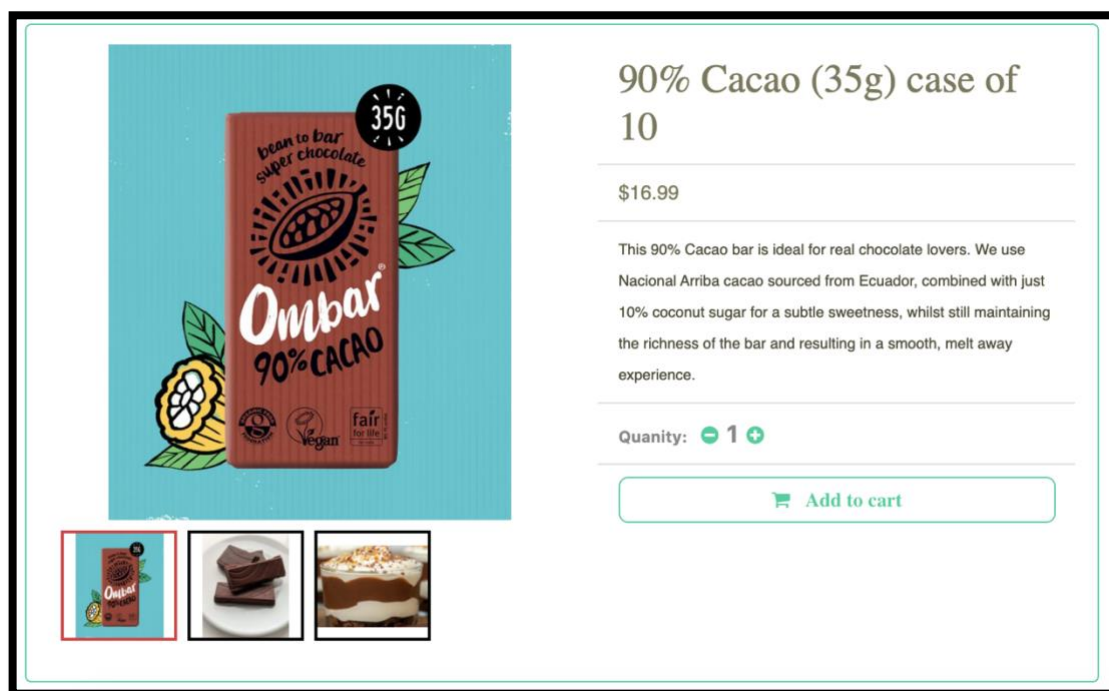 35G
bean to bar
super chocolate
Ombar®
90% CACAO
Vegan
fair
for life
90% Cacao (35g) case of
10
$16.99
This 90% Cacao bar is ideal for real chocolate lovers. We use
Nacional Arriba cacao sourced from Ecuador, combined with just
10% coconut sugar for a subtle sweetness, whilst still maintaining
the richness of the bar and resulting in a smooth, melt away
experience.
Quanity: 1
Add to cart
Ombar
90% CACAO